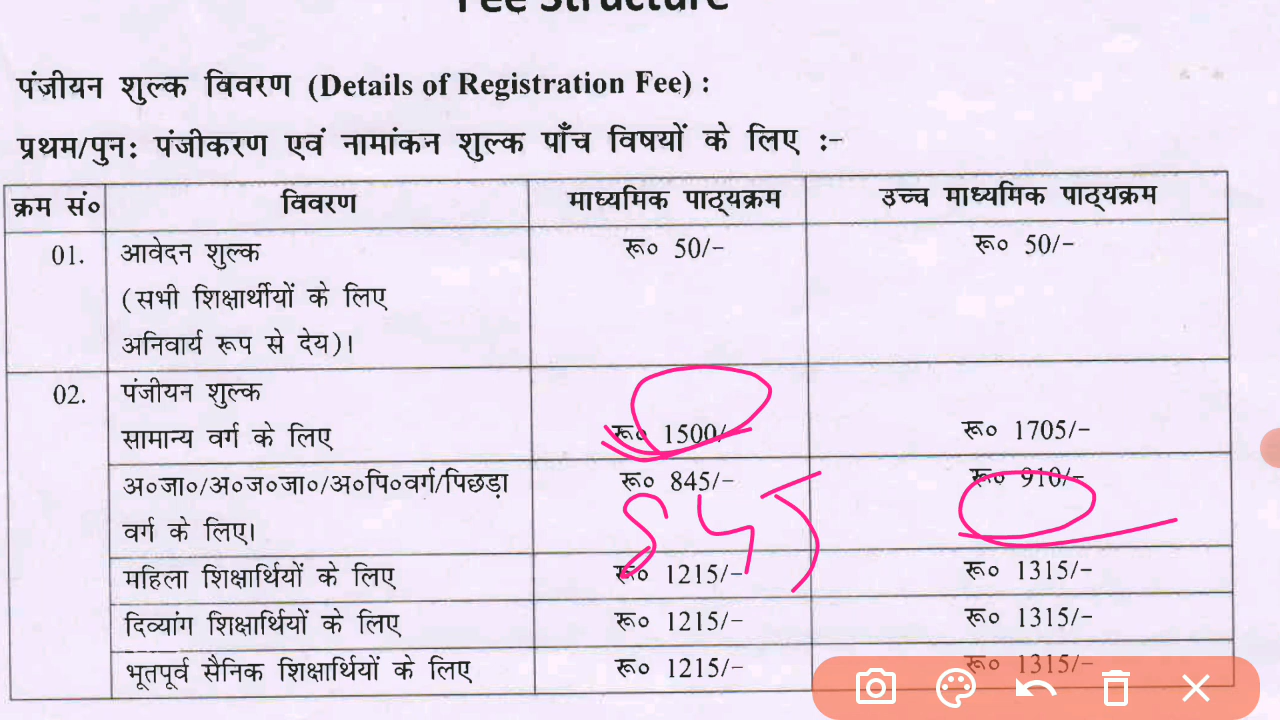 Fee Structure
पंजीयन शुल्क विवरण (Details of Registration Fee) :
प्रथम/पुनः पंजीकरण एवं नामांकन शुल्क पाँच विषयों के लिए :-
क्रम सं० विवरण माध्यमिक पाठ्यक्रम उच्च माध्यमिक पाठ्यक्रम
01. आवेदन शुल्क रू० 50/- रू० 50/-
(सभी शिक्षार्थीयों के लिए
अनिवार्य रूप से देय)।
02. पंजीयन शुल्क
सामान्य वर्ग के लिए रू० 1500/- रू० 1705/-
अ०जा०/अ०ज०जा०/अ०पि०वर्ग/पिछड़ा रू० 845/- रू० 910/-
वर्ग के लिए।
845
महिला शिक्षार्थियों के लिए रू० 1215/- रू० 1315/-
दिव्यांग शिक्षार्थियों के लिए रू० 1215/- रू० 1315/-
भूतपूर्व सैनिक शिक्षार्थियों के लिए रू० 1215/- रू० 1315/-